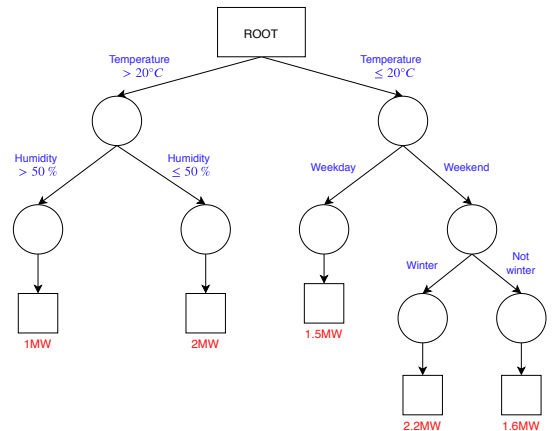 ROOT
Temperature
> 20°C
Temperature
≤ 20°C
Humidity
> 50 %
Humidity
≤ 50 %
Weekday
Weekend
Winter
Not
winter
1MW
2MW
1.5MW
2.2MW
1.6MW